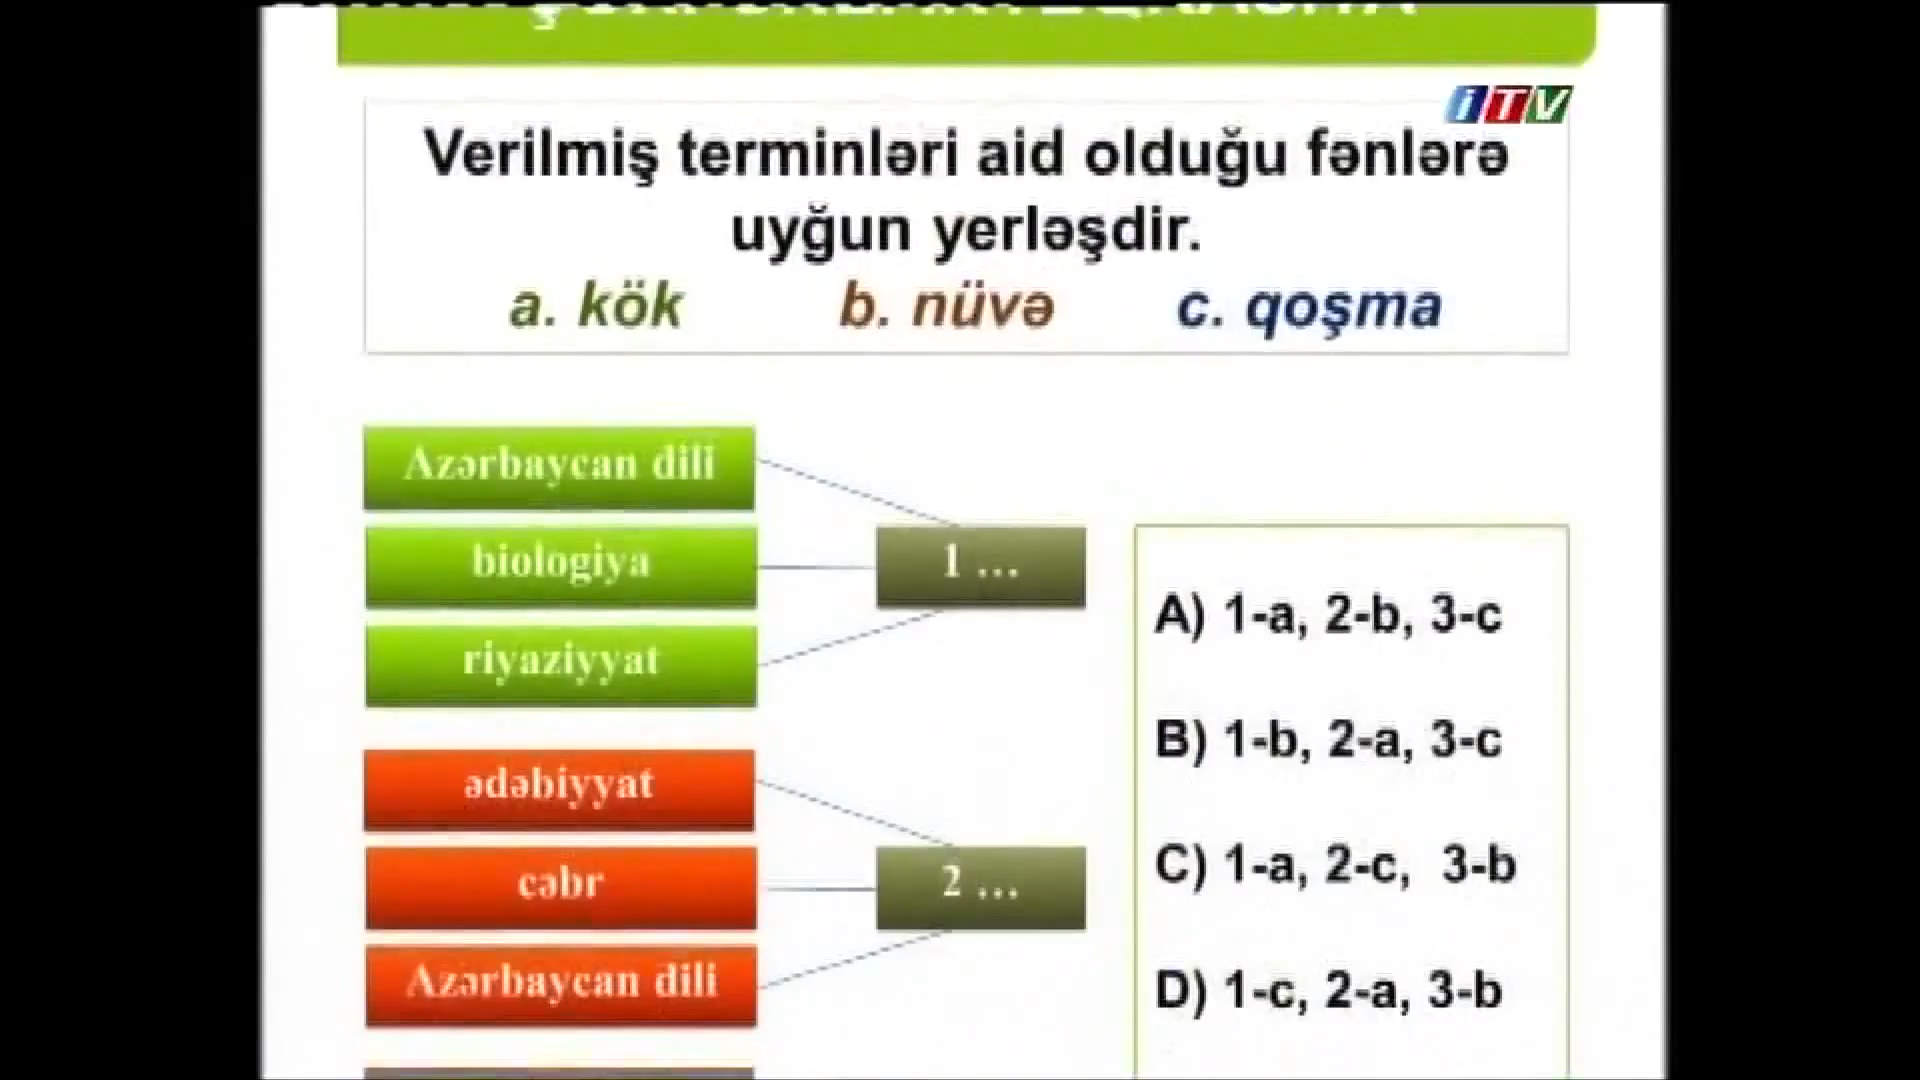 iTV
Verilmiş terminləri aid olduğu fənlərə
uyğun yerləşdir.
a. kök b. nüvə c. qoşma
Azərbaycan dili
biologiya
riyaziyyat
1 ...
ədəbiyyat
cəbr
Azərbaycan dili
2 ...
A) 1-a, 2-b, 3-c
B) 1-b, 2-a, 3-c
C) 1-a, 2-c, 3-b
D) 1-c, 2-a, 3-b